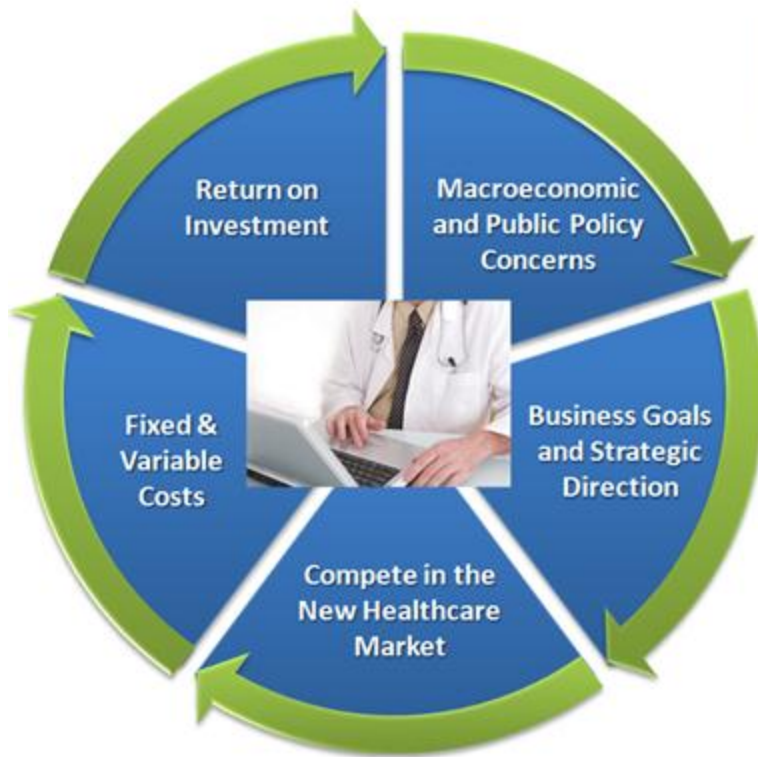 Return on
Investment
Macroeconomic
and Public Policy
Concerns
Business Goals
and Strategic
Direction
Compete in the
New Healthcare
Market
Fixed &
Variable
Costs